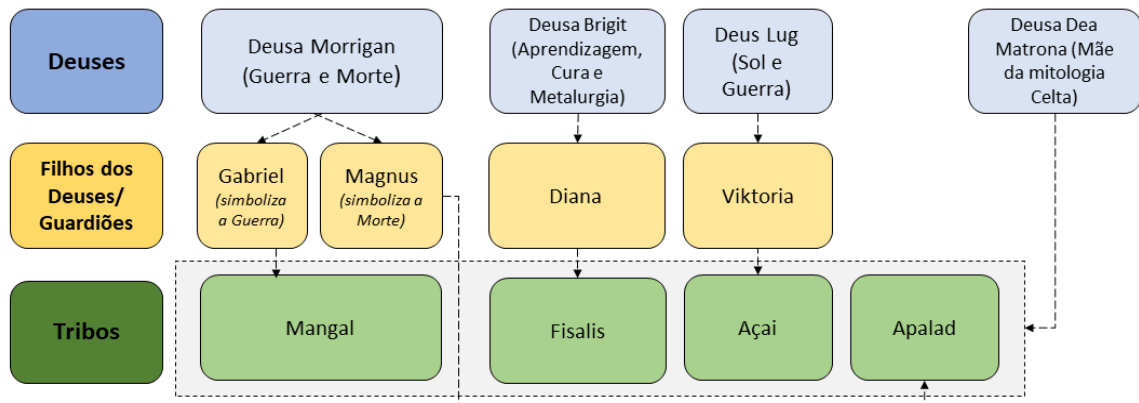 Deuses
Deusa Morrigan
(Guerra e Morte)
Deusa Brigit
(Aprendizagem,
Cura e
Metalurgia)
Deus Lug
(Sol e
Guerra)
Deusa Dea
Matrona (Mãe
da mitologia
Celta)
Filhos dos
Deuses/
Guardiões
Gabriel
(simboliza
a Guerra)
Magnus
(simboliza a
Morte)
Diana
Viktoria
Tribos
Mangal
Fisalis
Açai
Apalad